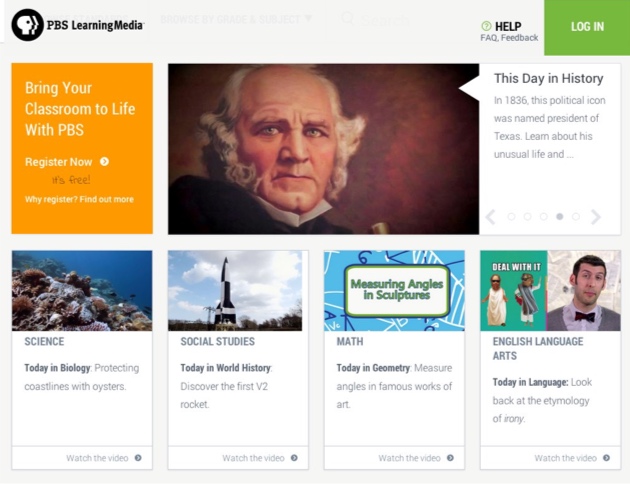 PBS LearningMedia
BROWSE BY GRADE & SUBJECT
HELP
FAQ, Feedback
LOG IN
Bring Your
Classroom to Life
With PBS
Register Now
it's free!
Why register? Find out more
This Day in History
In 1836, this political icon
was named president of
Texas. Learn about his
unusual life and ...
Measuring Angles
in Sculptures
DEAL WITH IT
SCIENCE
Today in Biology: Protecting
coastlines with oysters.
Watch the video
SOCIAL STUDIES
Today in World History:
Discover the first V2
rocket.
Watch the video
MATH
Today in Geometry: Measure
angles in famous works of
art.
Watch the video
ENGLISH LANGUAGE
ARTS
Today in Language: Look
back at the etymology
of irony.
Watch the video